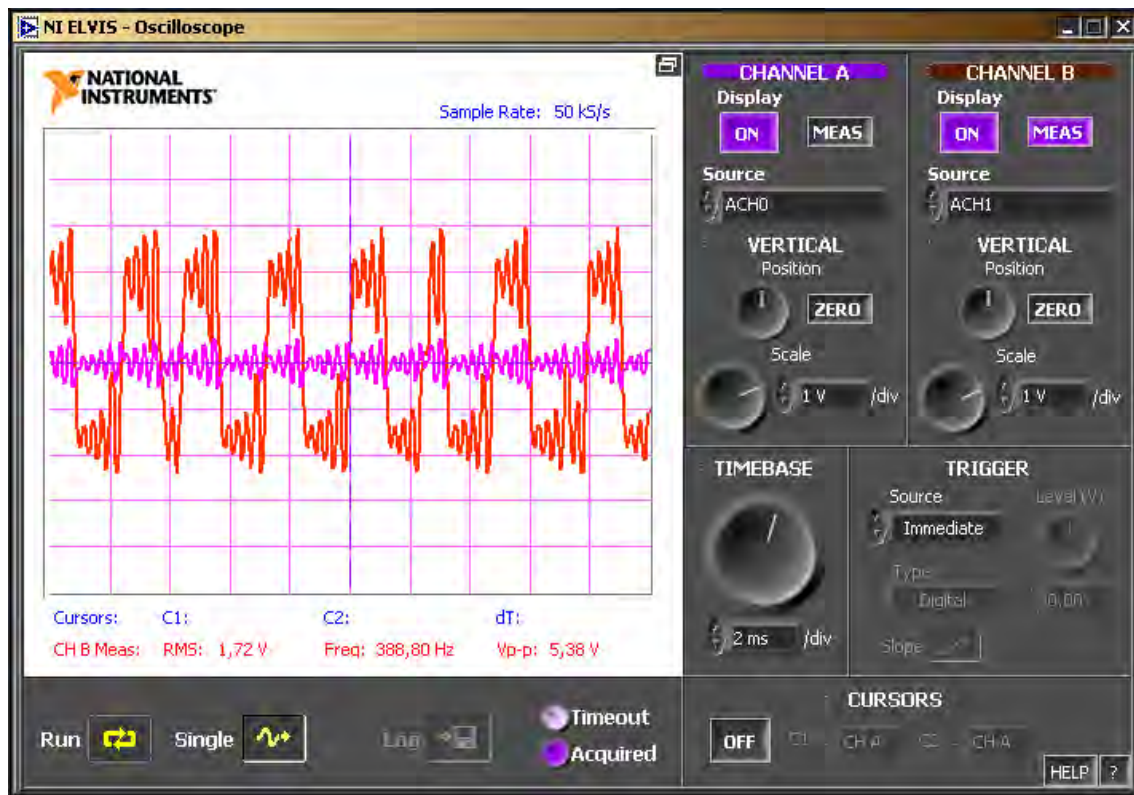 NI ELVIS - Oscilloscope
NATIONAL
INSTRUMENTS
Sample Rate: 50 kS/s
Cursors: C1: C2: dT:
CH B Meas: RMS: 1,72 V Freq: 388,80 Hz Vp-p: 5,38 V
Run Single Log
Timeout
Acquired
CHANNEL A
Display
ON MEAS
Source
ACH0
VERTICAL
Position
ZERO
Scale
1 V /div
CHANNEL B
Display
ON MEAS
Source
ACH1
VERTICAL
Position
ZERO
Scale
1 V /div
TIMEBASE
2 ms /div
TRIGGER
Source Level (V)
Immediate
Type
Digital 0.00
Slope
CURSORS
OFF C1 CH A C2 CH A
HELP ?